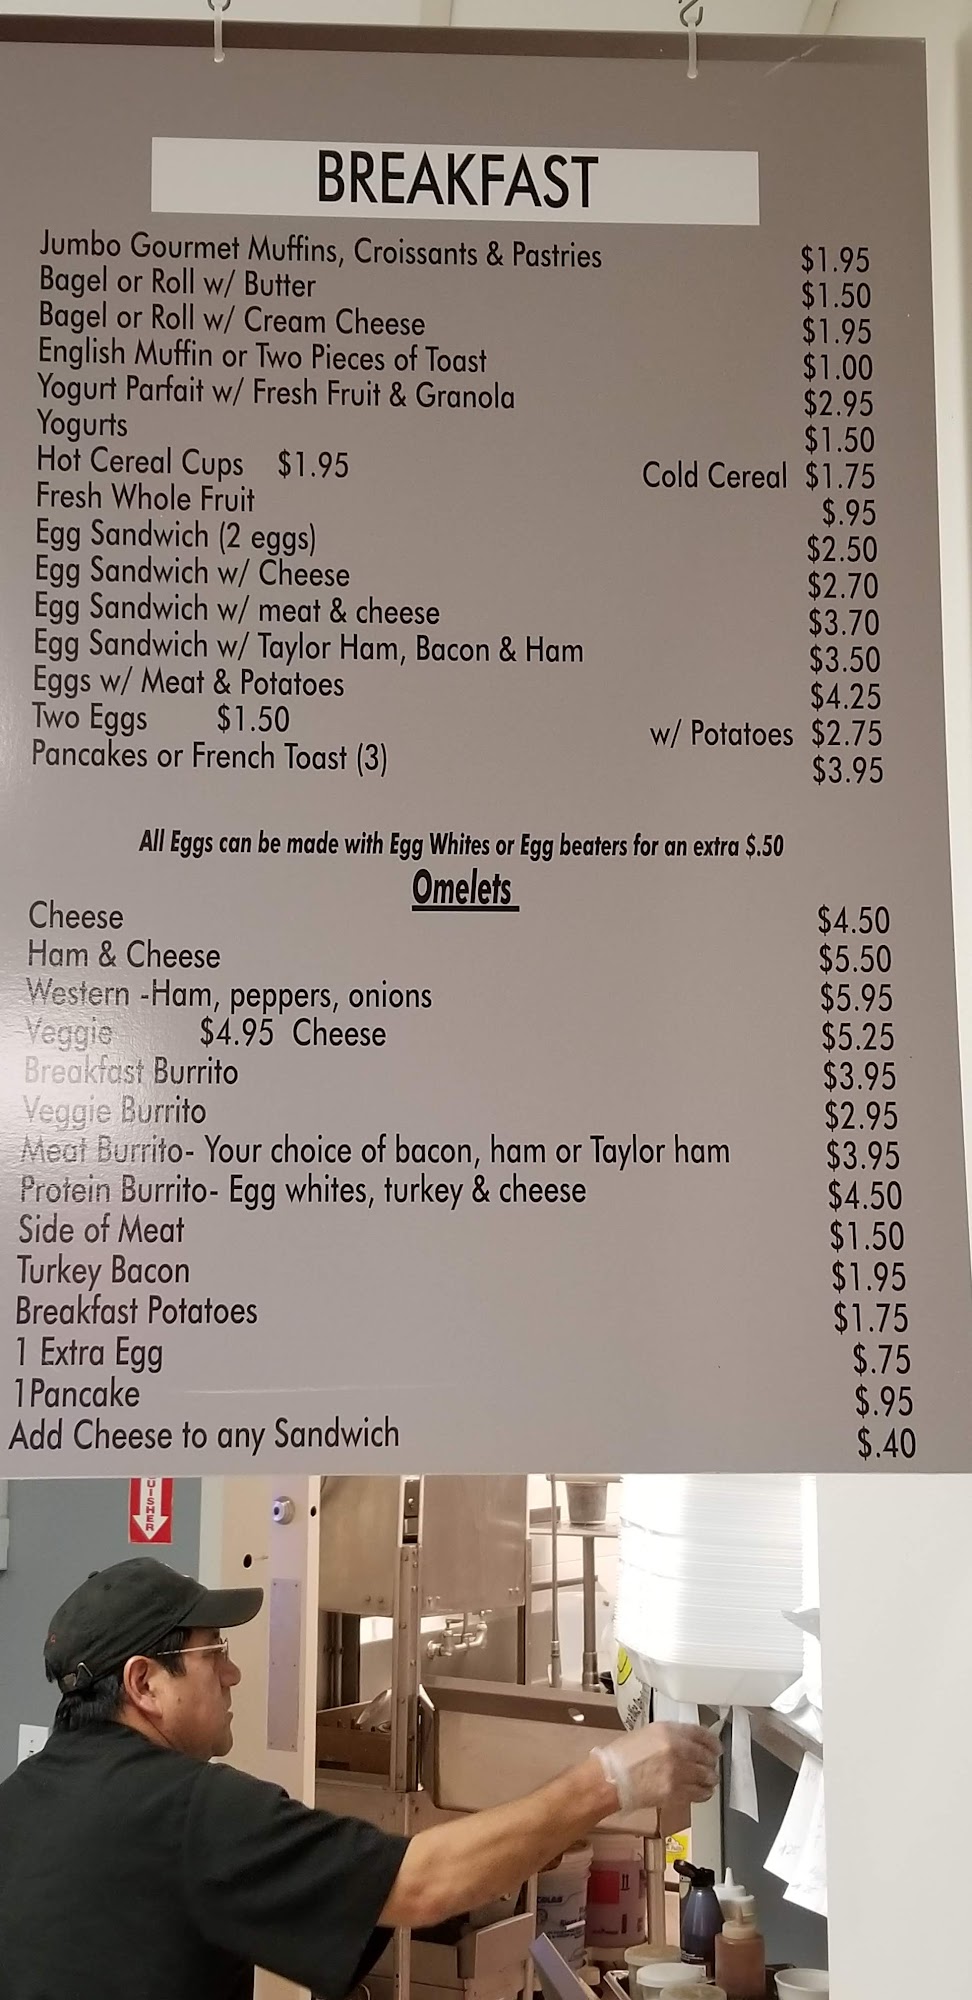 BREAKFAST
Jumbo Gourmet Muffins, Croissants & Pastries $1.95
Bagel or Roll w/ Butter $1.50
Bagel or Roll w/ Cream Cheese $1.95
English Muffin or Two Pieces of Toast $1.00
Yogurt Parfait w/ Fresh Fruit & Granola $2.95
Yogurts $1.50
Hot Cereal Cups $1.95 Cold Cereal $1.75
Fresh Whole Fruit $.95
Egg Sandwich (2 eggs) $2.50
Egg Sandwich w/ Cheese $2.70
Egg Sandwich w/ meat & cheese $3.70
Egg Sandwich w/ Taylor Ham, Bacon & Ham $3.50
Eggs w/ Meat & Potatoes $4.25
Two Eggs $1.50 w/ Potatoes $2.75
Pancakes or French Toast (3) $3.95
All Eggs can be made with Egg Whites or Egg beaters for an extra $.50
Omelets
Cheese $4.50
Ham & Cheese $5.50
Western -Ham, peppers, onions $5.95
Veggie $4.95 Cheese $5.25
Breakfast Burrito $3.95
Veggie Burrito $2.95
Meat Burrito- Your choice of bacon, ham or Taylor ham $3.95
Protein Burrito- Egg whites, turkey & cheese $4.50
Side of Meat $1.50
Turkey Bacon $1.95
Breakfast Potatoes $1.75
1 Extra Egg $.75
1Pancake $.95
Add Cheese to any Sandwich $.40